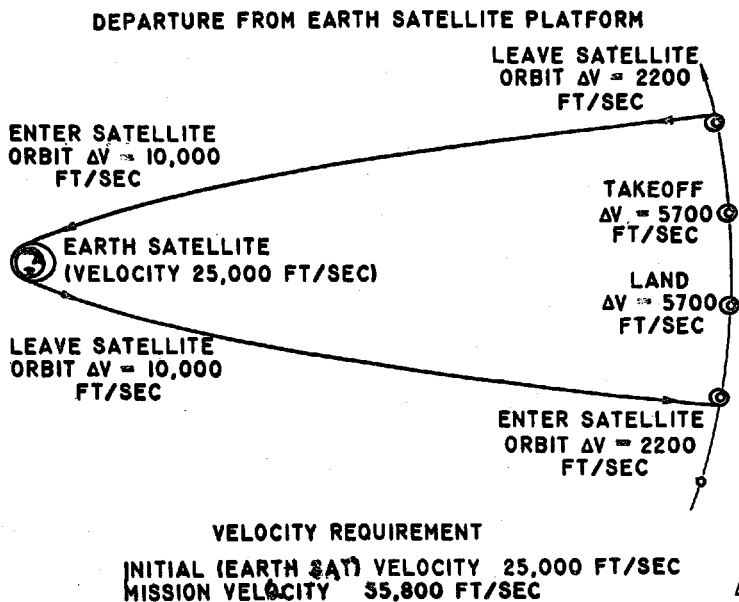 DEPARTURE FROM EARTH SATELLITE PLATFORM
LEAVE SATELLITE
ORBIT ΔV = 2200
FT/SEC
ENTER SATELLITE
ORBIT ΔV = 10,000
FT/SEC
TAKEOFF
ΔV = 5700
FT/SEC
EARTH SATELLITE
(VELOCITY 25,000 FT/SEC)
LAND
ΔV = 5700
FT/SEC
LEAVE SATELLITE
ORBIT ΔV = 10,000
FT/SEC
ENTER SATELLITE
ORBIT ΔV = 2200
FT/SEC
VELOCITY REQUIREMENT
INITIAL (EARTH SAT) VELOCITY 25,000 FT/SEC
MISSION VELOCITY 35,800 FT/SEC